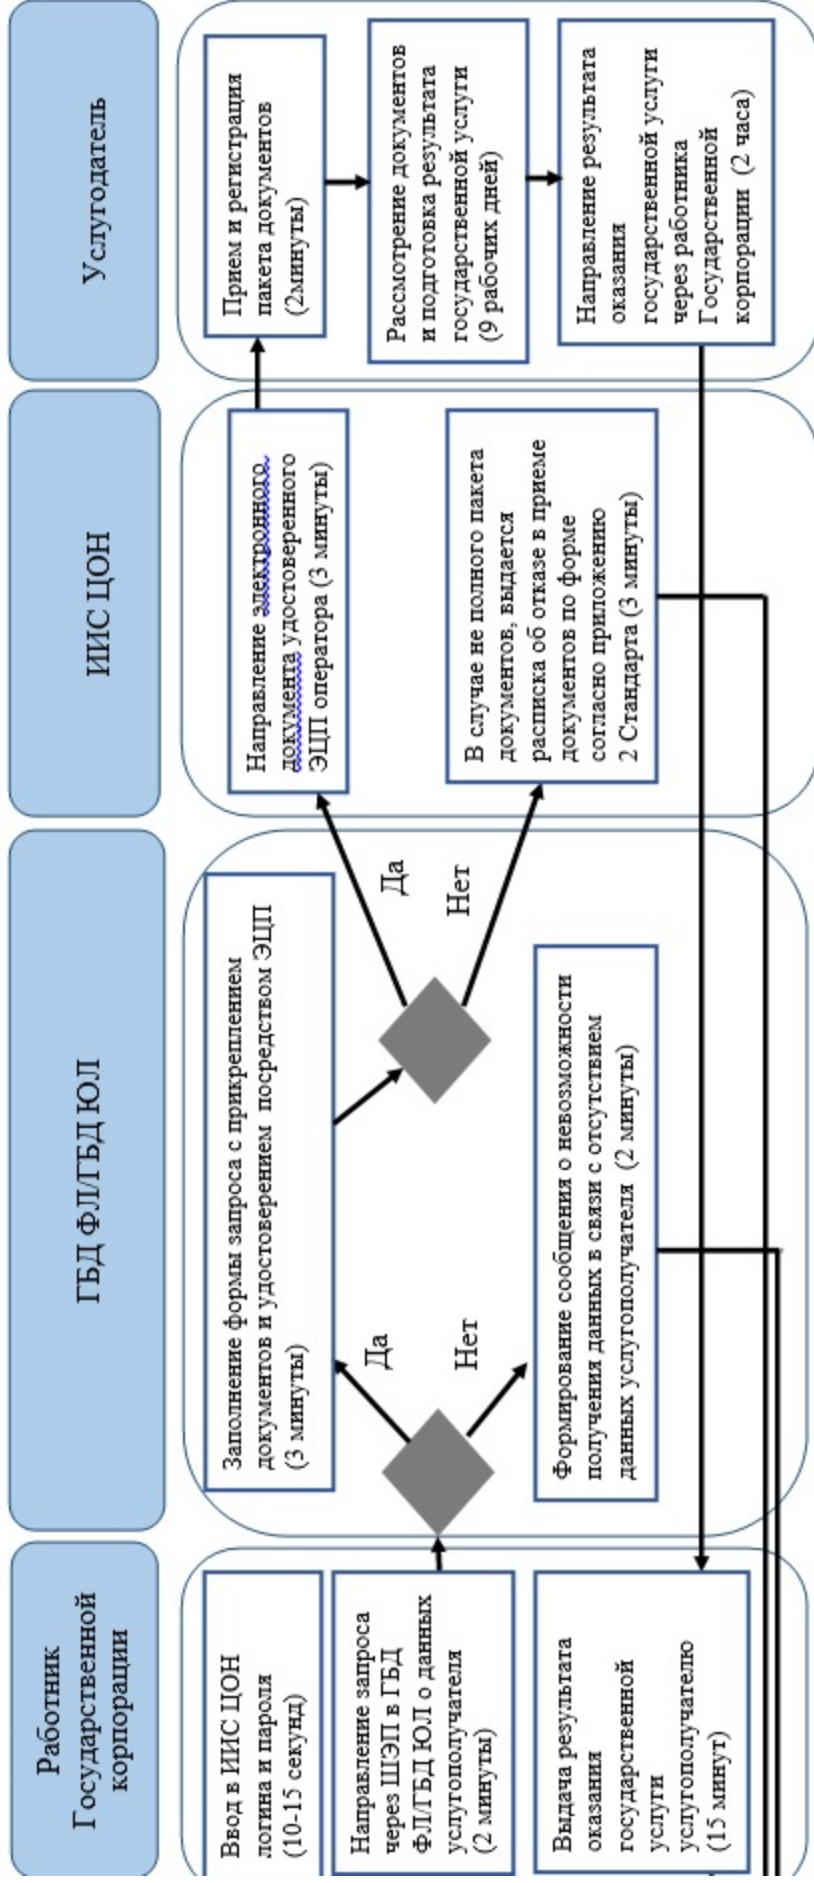 Работник
Государственной
корпорации
ГБД ФЛ/ГБД ЮЛ
ИИС ЦОН
Услугодатель
Ввод в ИИС ЦОН
логина и пароля
(10-15 секунд)
Направление запроса
через ШЭП в ГБД
ФЛ/ГБД ЮЛ о данных
услугополучателя
(2 минуты)
Выдача результата
оказания
государственной
услуги
услугополучателю
(15 минут)
Заполнение формы запроса с прикреплением
документов и удостоверением посредством ЭЦП
(3 минуты)
Да
Нет
Формирование сообщения о невозможности
получения данных в связи с отсутствием
данных услугополучателя (2 минуты)
Да
Нет
Направление электронного
документа удостоверенного
ЭЦП оператора (3 минуты)
В случае не полного пакета
документов, выдается
расписка об отказе в приеме
документов по форме
согласно приложению
2 Стандарта (3 минуты)
Прием и регистрация
пакета документов
(2минуты)
Рассмотрение документов
и подготовка результата
государственной услуги
(9 рабочих дней)
Направление результата
оказания
государственной услуги
через работника
Государственной
корпорации (2 часа)